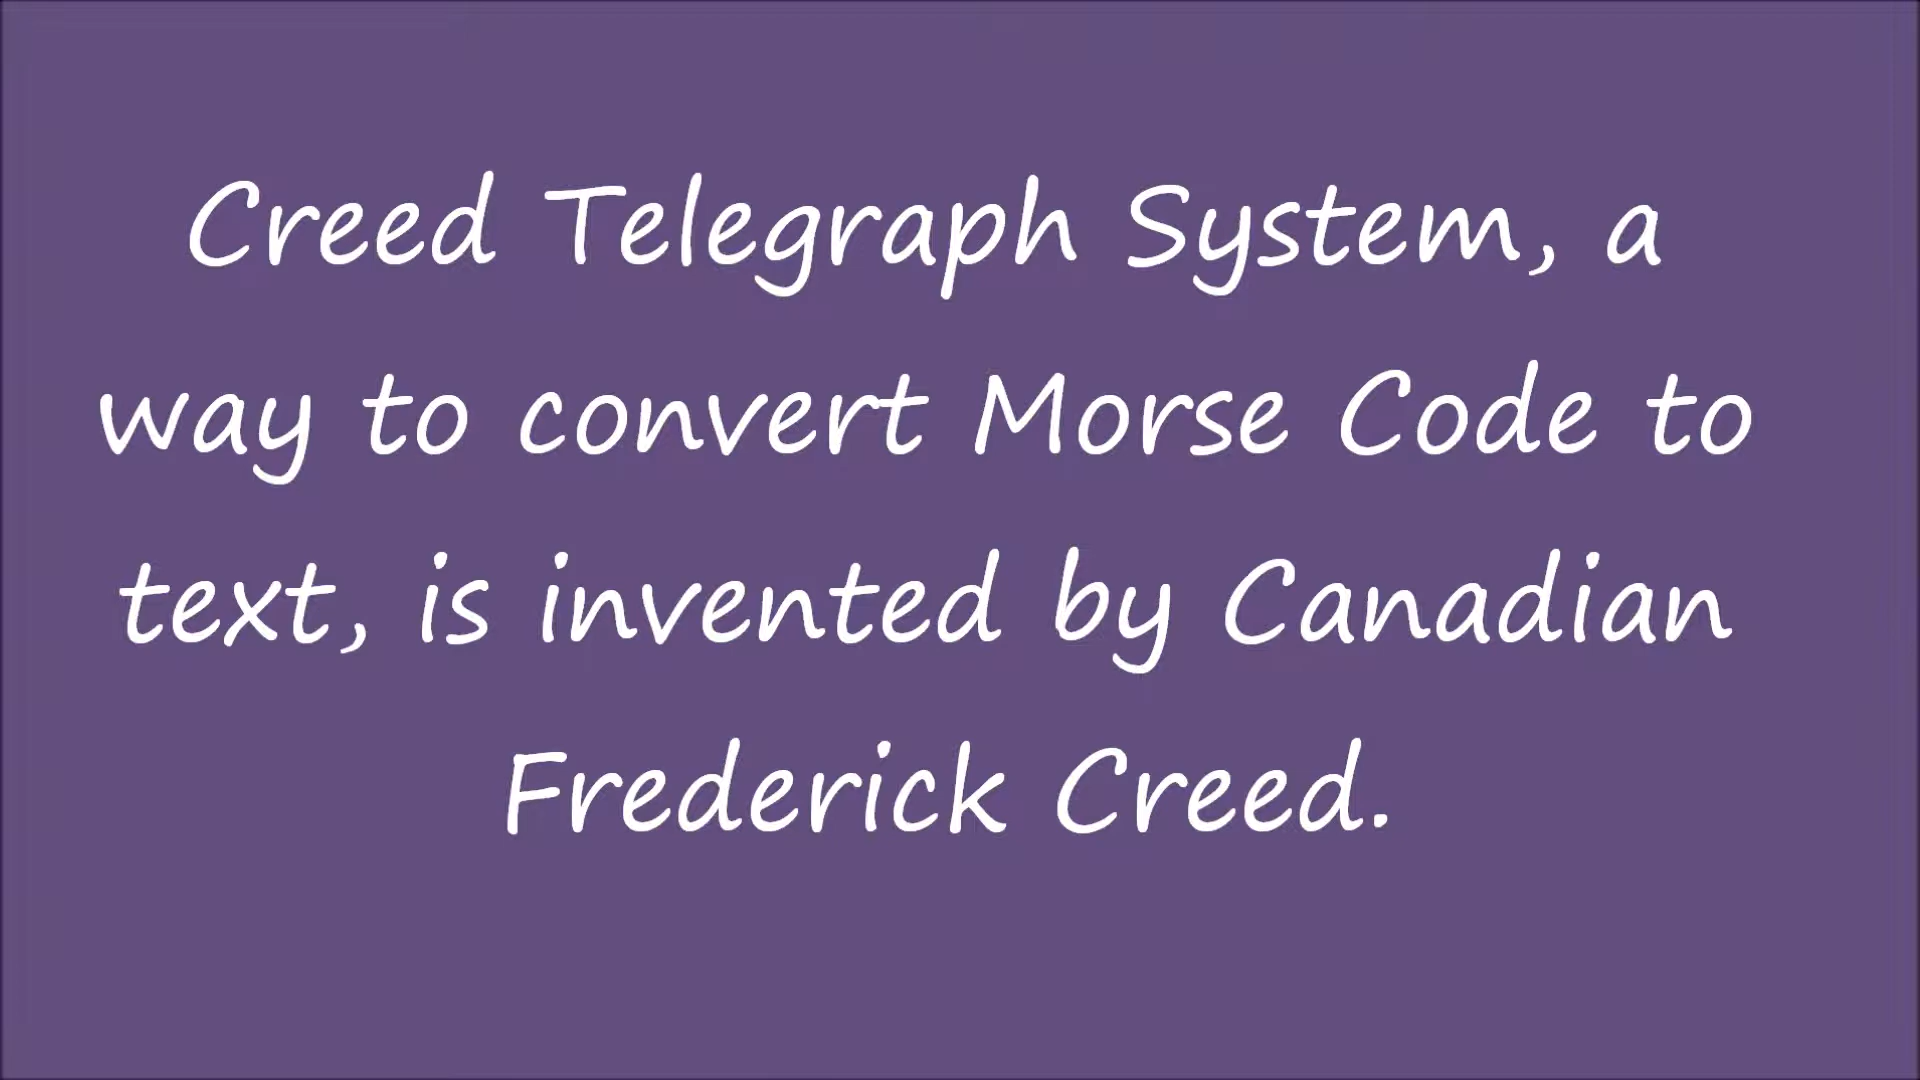 Creed Telegraph System, a
way to convert Morse Code to
text, is invented by Canadian
Frederick Creed.